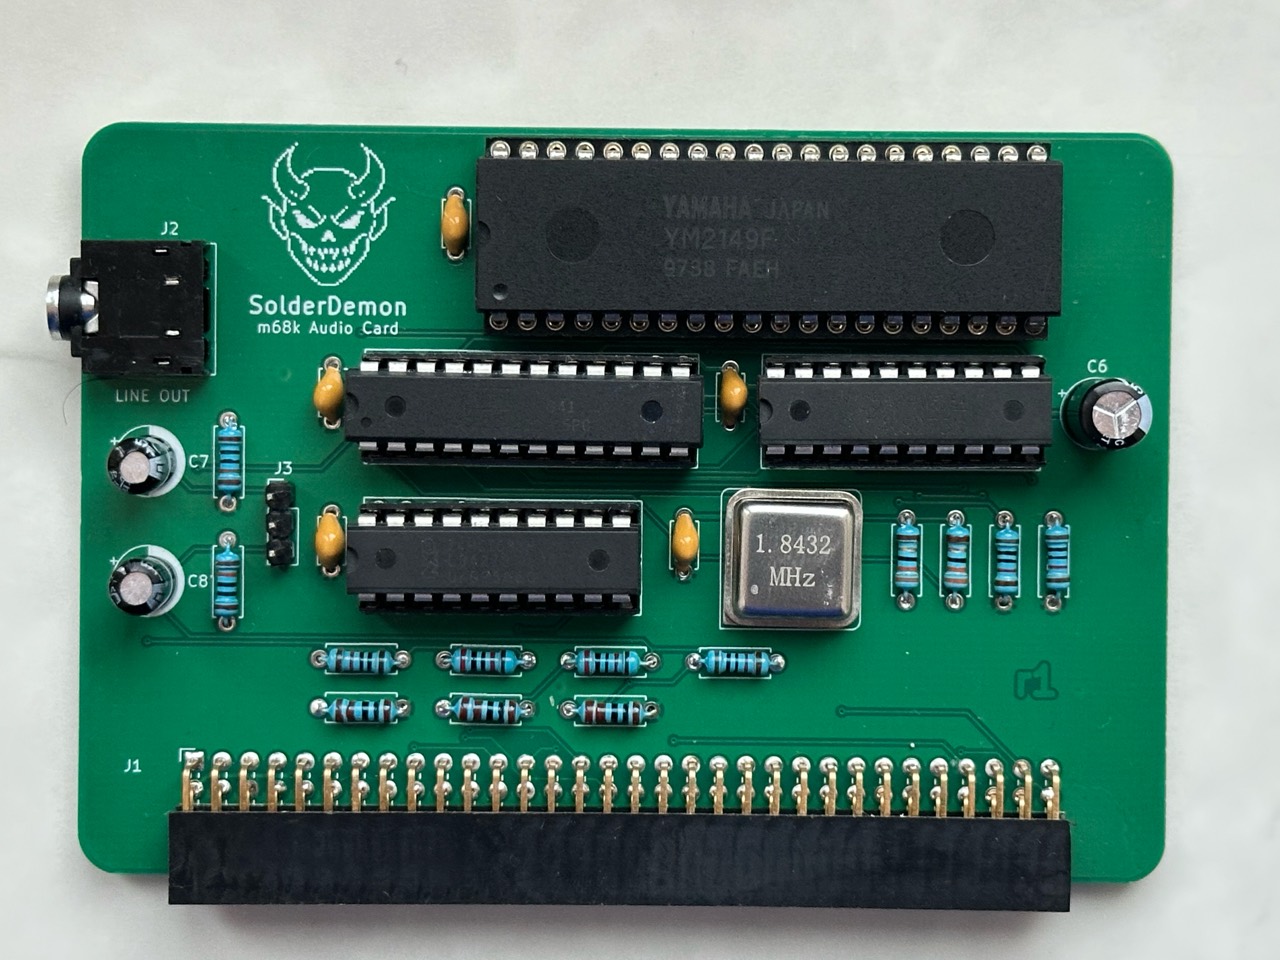 J2
YAMAHA JAPAN
YM2149F
9738 FAEH
SolderDemon
m68k Audio Card
LINE OUT
C6
C7
J3
1.8432
MHz
C8
r1
J1